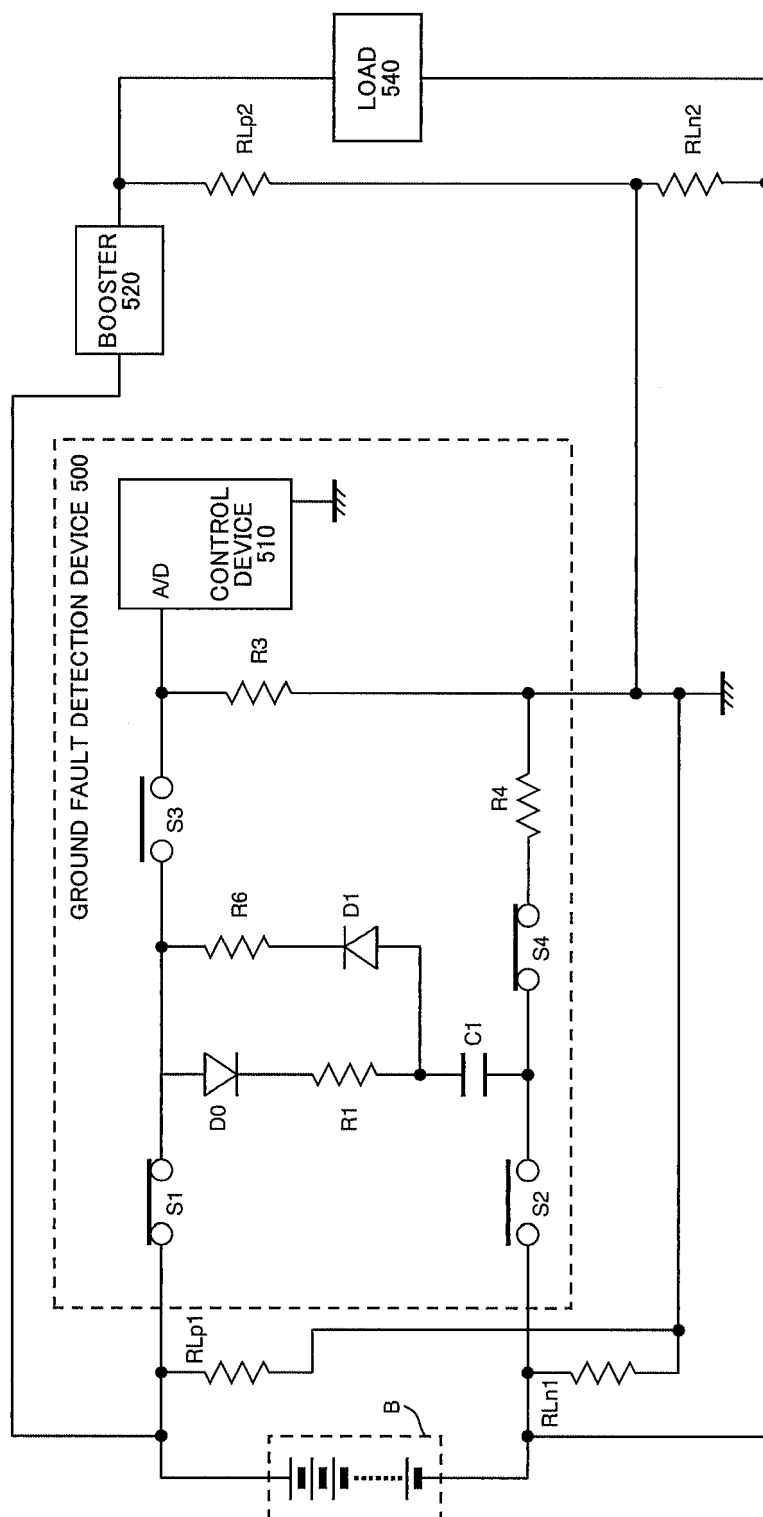 BOOSTER
520
LOAD
540
RLp2
RLn2
GROUND FAULT DETECTION DEVICE 500
A/D
CONTROL
DEVICE
510
S3
R3
R6
D1
D0
R1
C1
S1
S2
S4
R4
RLp1
RLn1
B